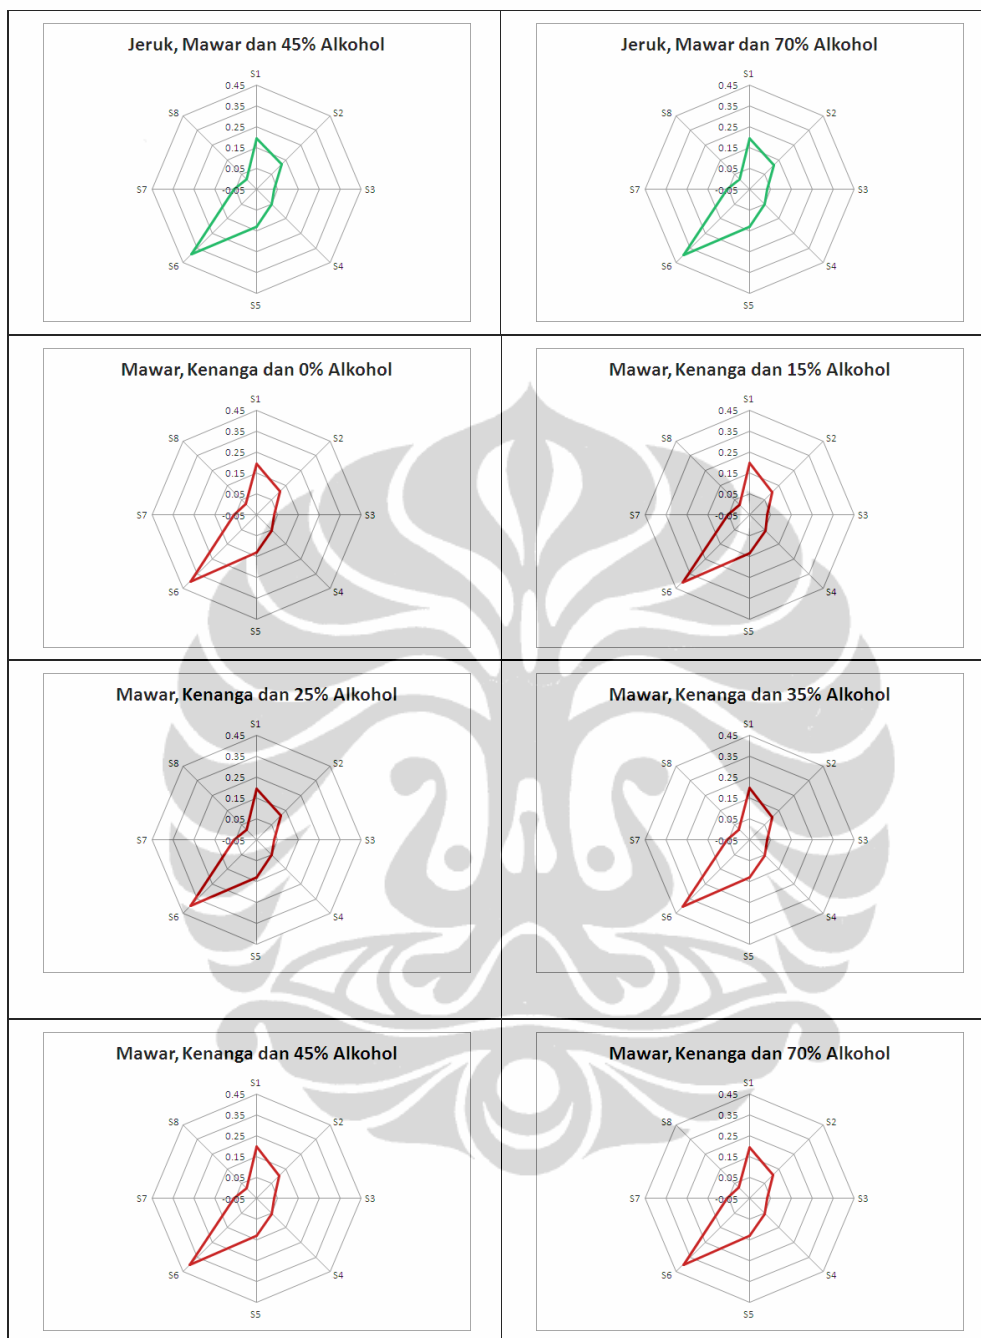 Jeruk, Mawar dan 45% Alkohol
S1
0.45
0.35
0.25
0.15
0.05
-0.05
S2
S3
S4
S5
S6
S7
S8
Jeruk, Mawar dan 70% Alkohol
S1
0.45
0.35
0.25
0.15
0.05
-0.05
S2
S3
S4
S5
S6
S7
S8
Mawar, Kenanga dan 0% Alkohol
S1
0.45
0.35
0.25
0.15
0.05
-0.05
S2
S3
S4
S5
S6
S7
S8
Mawar, Kenanga dan 15% Alkohol
S1
0.45
0.35
0.25
0.15
0.05
-0.05
S2
S3
S4
S5
S6
S7
S8
Mawar, Kenanga dan 25% Alkohol
S1
0.45
0.35
0.25
0.15
0.05
-0.05
S2
S3
S4
S5
S6
S7
S8
Mawar, Kenanga dan 35% Alkohol
S1
0.45
0.35
0.25
0.15
0.05
-0.05
S2
S3
S4
S5
S6
S7
S8
Mawar, Kenanga dan 45% Alkohol
S1
0.45
0.35
0.25
0.15
0.05
-0.05
S2
S3
S4
S5
S6
S7
S8
Mawar, Kenanga dan 70% Alkohol
S1
0.45
0.35
0.25
0.15
0.05
-0.05
S2
S3
S4
S5
S6
S7
S8